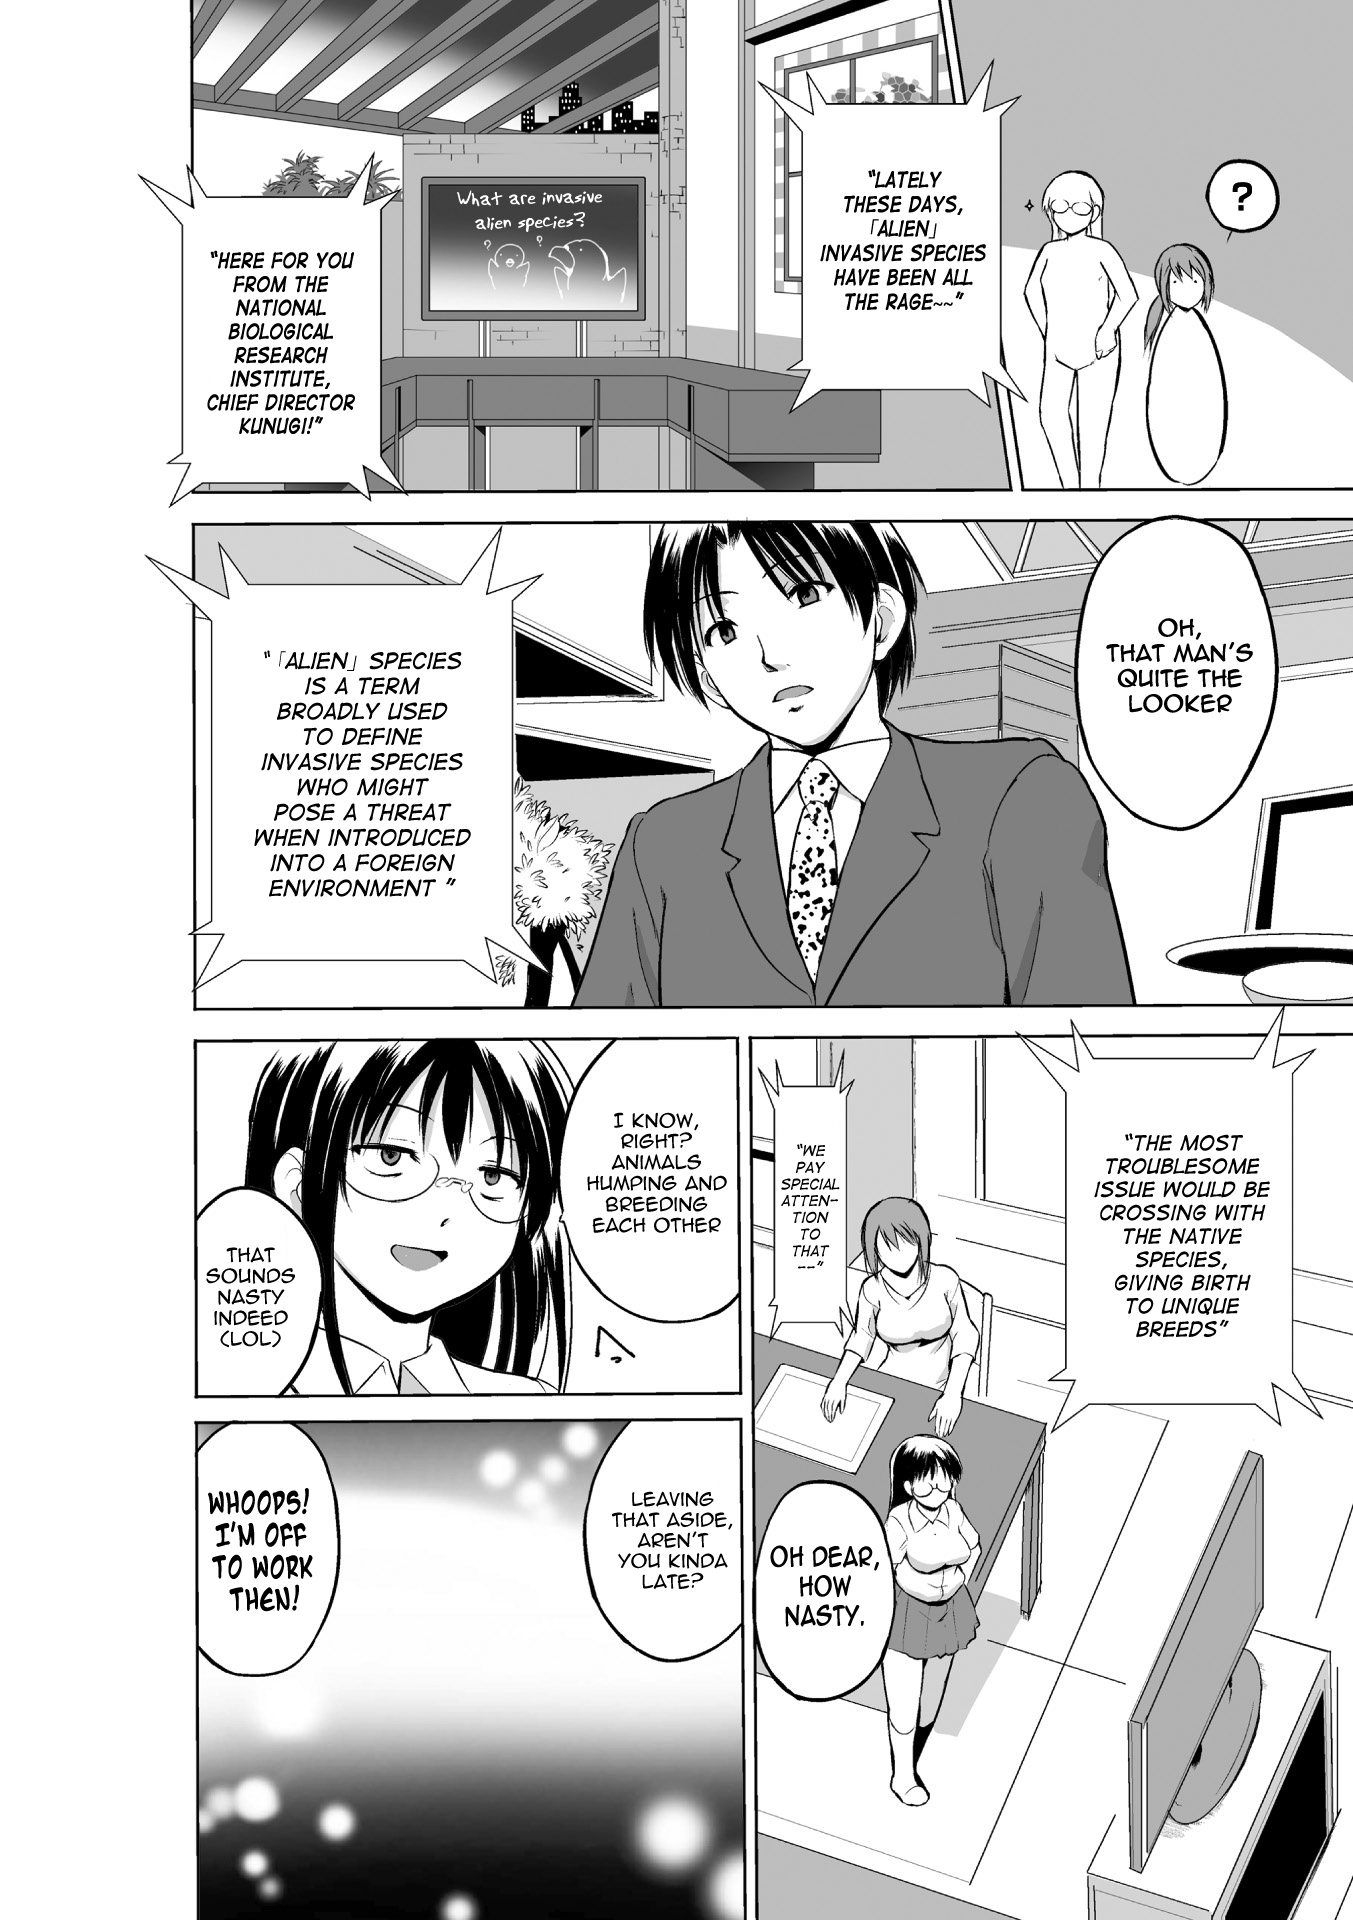 ?
"LATELY
THESE DAYS,
「ALIEN」
INVASIVE SPECIES
HAVE BEEN ALL
THE RAGE~~"
What are invasive
alien species?
?
?
"HERE FOR YOU
FROM THE
NATIONAL
BIOLOGICAL
RESEARCH
INSTITUTE,
CHIEF DIRECTOR
KUNUGI!"
OH,
THAT MAN'S
QUITE THE
LOOKER
"「ALIEN」 SPECIES
IS A TERM
BROADLY USED
TO DEFINE
INVASIVE SPECIES
WHO MIGHT
POSE A THREAT
WHEN INTRODUCED
INTO A FOREIGN
ENVIRONMENT "
"THE MOST
TROUBLESOME
ISSUE WOULD BE
CROSSING WITH
THE NATIVE
SPECIES,
GIVING BIRTH
TO UNIQUE
BREEDS"
"WE
PAY
SPECIAL
ATTEN-
TION
TO
THAT
--"
OH DEAR,
HOW
NASTY.
I KNOW,
RIGHT?
ANIMALS
HUMPING AND
BREEDING
EACH OTHER
THAT
SOUNDS
NASTY
INDEED
(LOL)
LEAVING
THAT ASIDE,
AREN'T
YOU KINDA
LATE?
WHOOPS!
I'M OFF
TO WORK
THEN!